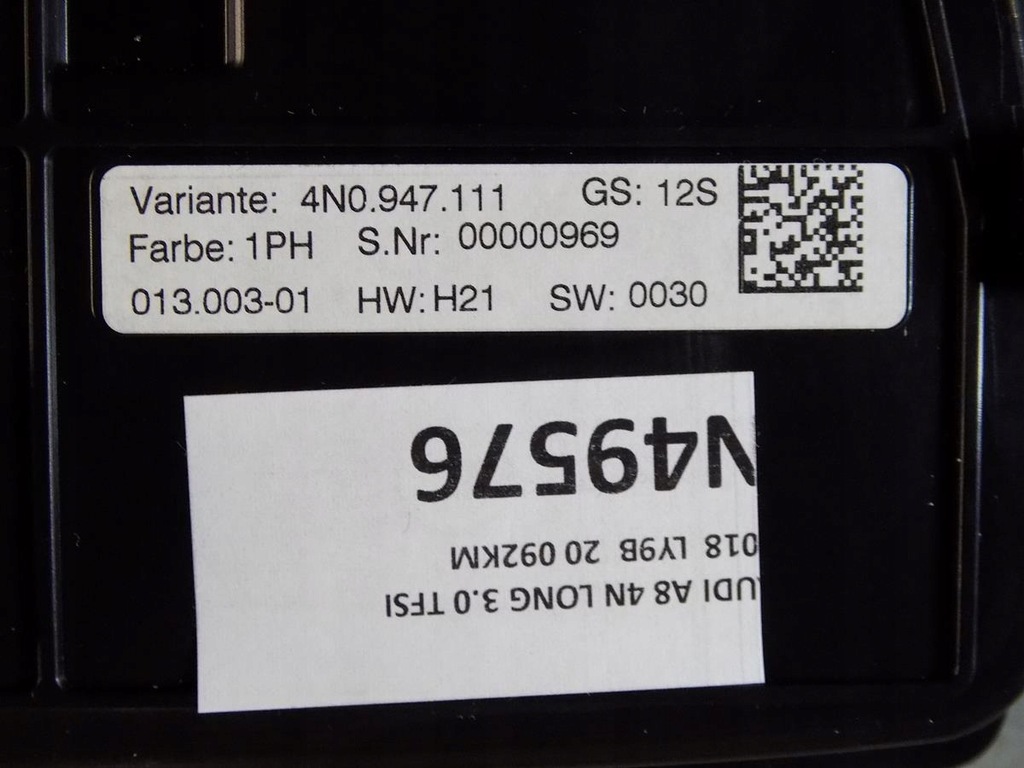 Variante: 4N0.947.111 GS: 12S
Farbe: 1PH S.Nr: 00000969
013.003-01 HW: H21 SW: 0030
UDI A8 4N LONG 3.0 TFSI
018 LY9B 20 092KM
N49576